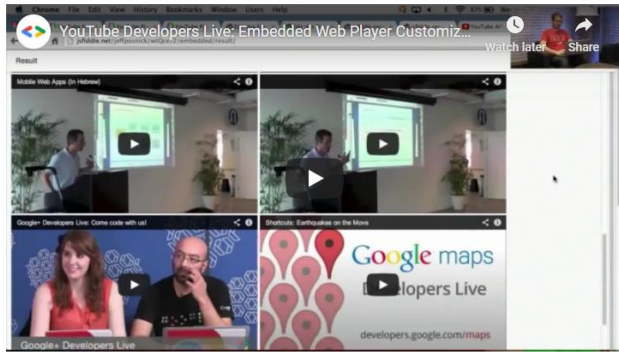 Chrome File Edit View History Bookmarks Window Users Help
YouTube Developers Live: Embedded Web Player Customiz...
Watch later
Share
Result
Mobile Web Apps (in Hebrew)
Google+ Developers Live: Come code with us!
Shortcuts: Earthquakes on the Move
Google maps
Developers Live
developers.google.com/maps
Google+ Developers Live